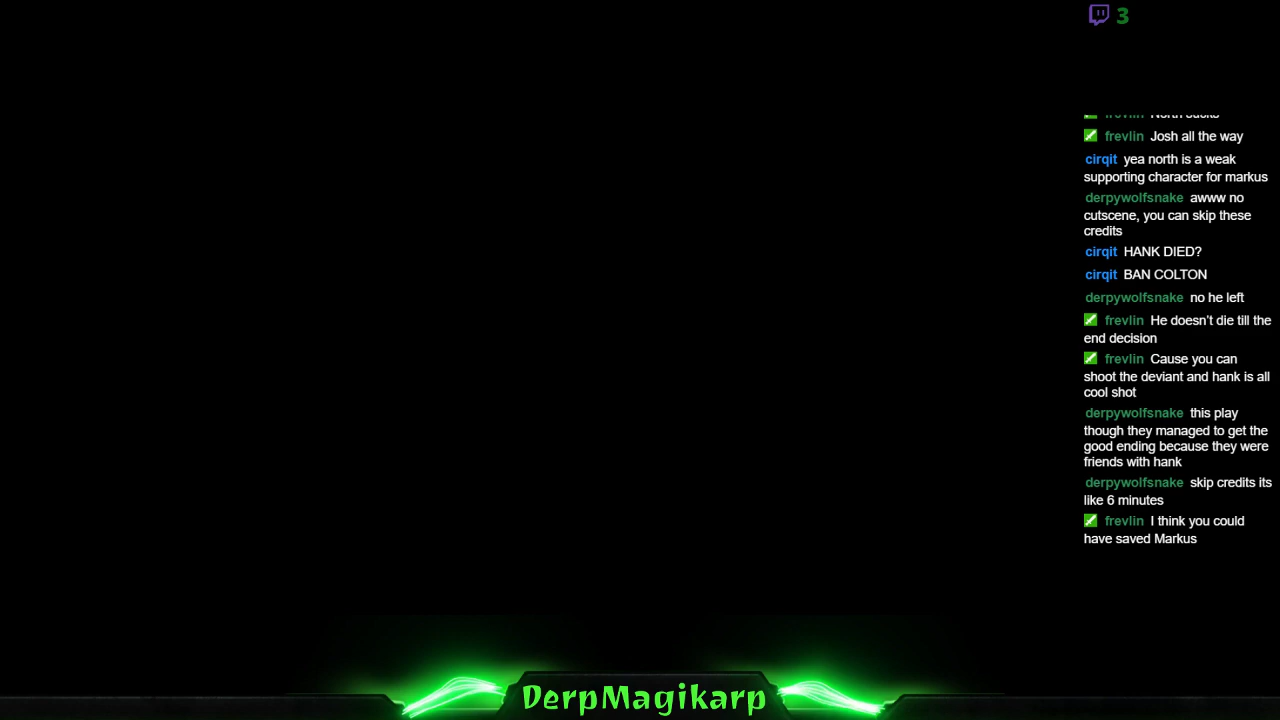 3
frevlin North sucks
frevlin Josh all the way
cirqit yea north is a weak
supporting character for markus
derpywolfsnake awww no
cutscene, you can skip these
credits
cirqit HANK DIED?
cirqit BAN COLTON
derpywolfsnake no he left
frevlin He doesn't die till the
end decision
frevlin Cause you can
shoot the deviant and hank is all
cool shot
derpywolfsnake this play
though they managed to get the
good ending because they were
friends with hank
derpywolfsnake skip credits its
like 6 minutes
frevlin I think you could
have saved Markus
DerpMagikarp